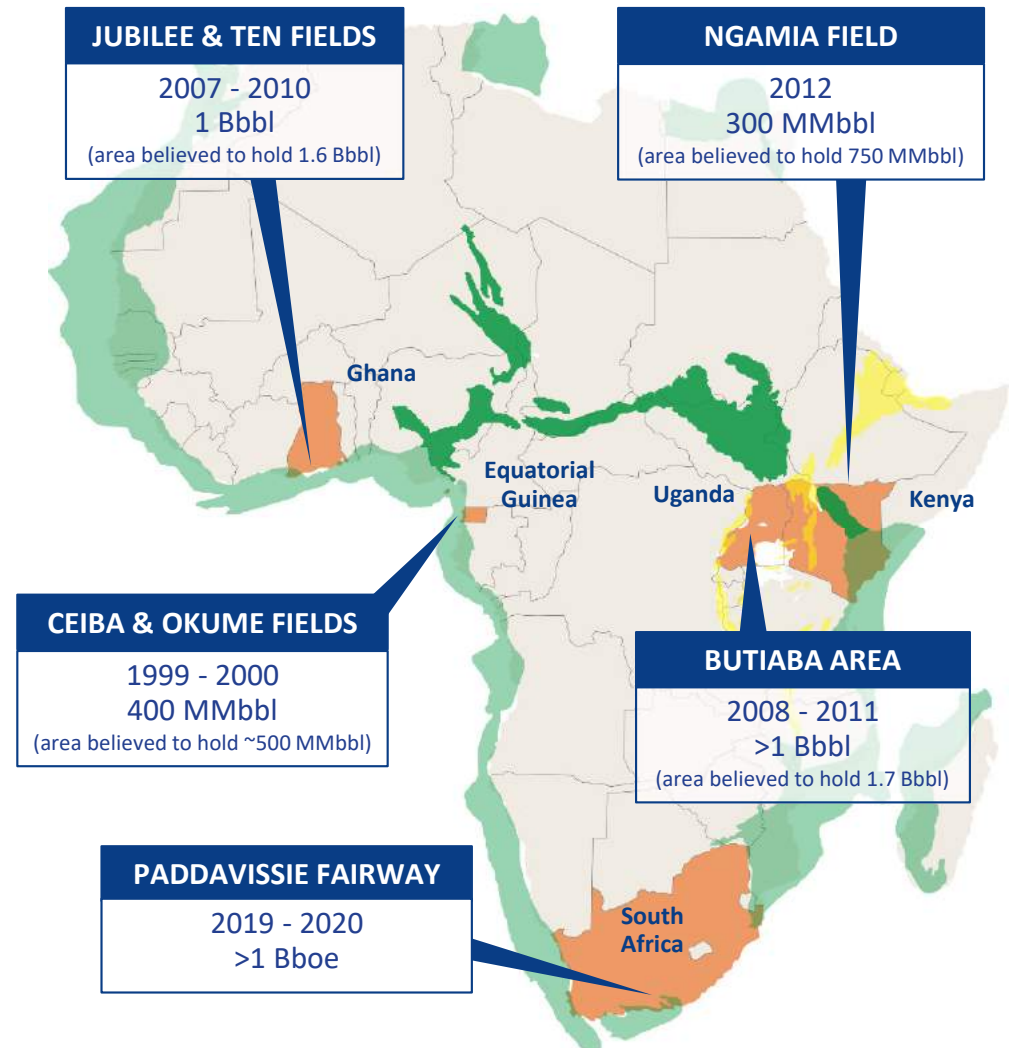 JUBILEE & TEN FIELDS
2007 - 2010
1 Bbbl
(area believed to hold 1.6 Bbbl)
NGAMIA FIELD
2012
300 MMbbl
(area believed to hold 750 MMbbl)
Ghana
Equatorial
Guinea
Uganda
Kenya
CEIBA & OKUME FIELDS
1999 - 2000
400 MMbbl
(area believed to hold ~500 MMbbl)
BUTIABA AREA
2008 - 2011
>1 Bbbl
(area believed to hold 1.7 Bbbl)
PADDAVISSIE FAIRWAY
2019 - 2020
>1 Bboe
South
Africa